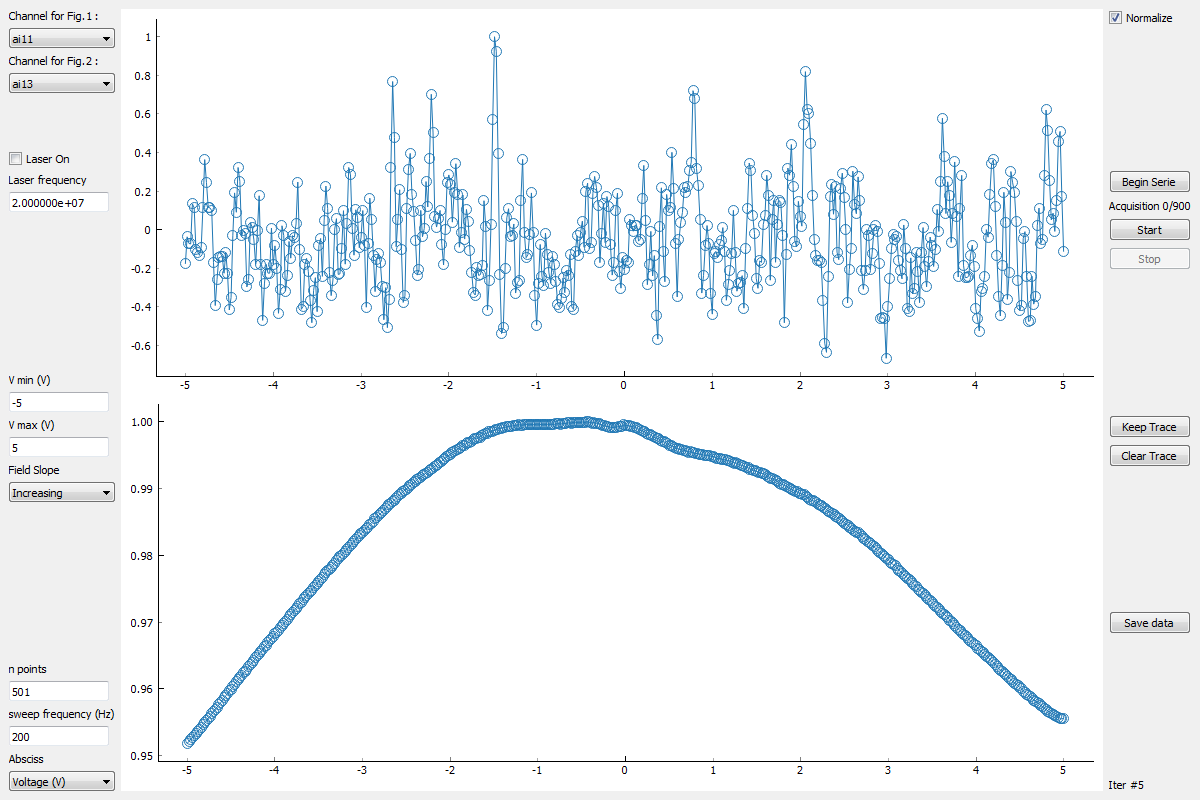 Channel for Fig.1 :
ai11
Channel for Fig.2 :
ai13
Laser On
Laser frequency
2.000000e+07
V min (V)
-5
V max (V)
5
Field Slope
Increasing
n points
501
sweep frequency (Hz)
200
Absciss
Voltage (V)
1
0.8
0.6
0.4
0.2
0
-0.2
-0.4
-0.6
-5 -4 -3 -2 -1 0 1 2 3 4 5
1.00
0.99
0.98
0.97
0.96
0.95
-5 -4 -3 -2 -1 0 1 2 3 4 5
Normalize
Begin Serie
Acquisition 0/900
Start
Stop
Keep Trace
Clear Trace
Save data
Iter #5